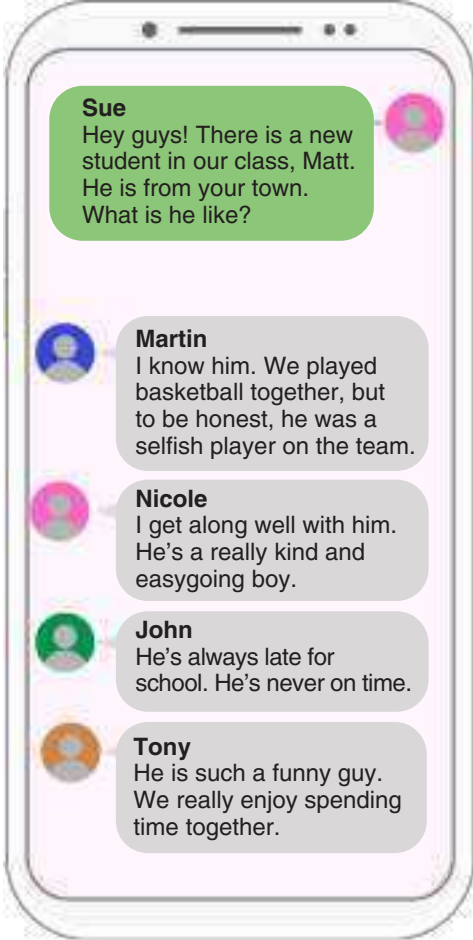 Sue
Hey guys! There is a new
student in our class, Matt.
He is from your town.
What is he like?
Martin
I know him. We played
basketball together, but
to be honest, he was a
selfish player on the team.
Nicole
I get along well with him.
He's a really kind and
easygoing boy.
John
He's always late for
school. He's never on time.
Tony
He is such a funny guy.
We really enjoy spending
time together.